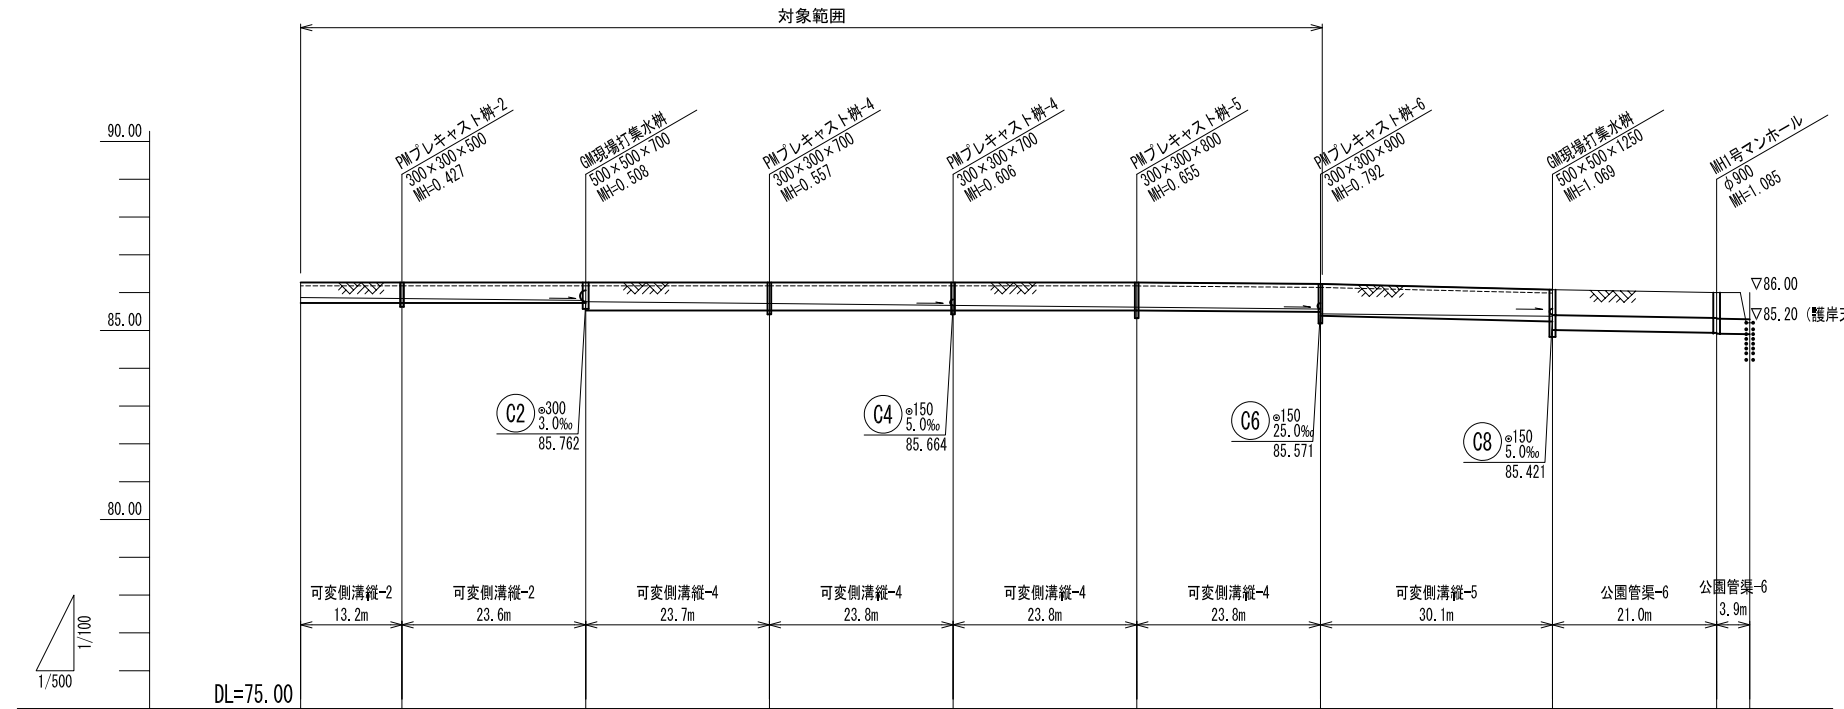 対象範囲
PMプレキャスト桝-2
300×300×500
MH=0.427
GM現場打集水桝
500×500×700
MH=0.508
PMプレキャスト桝-4
300×300×700
MH=0.557
PMプレキャスト桝-4
300×300×700
MH=0.606
PMプレキャスト桝-5
300×300×800
MH=0.655
PMプレキャスト桝-6
300×300×900
MH=0.792
GM現場打集水桝
500×500×1250
MH=1.069
MH1号マンホール
φ900
MH=1.085
90.00
85.00
80.00
▽86.00
▽85.20 (護岸天
C2
⊙300
3.0‰
85.762
C4
⊙150
5.0‰
85.664
C6
⊙150
25.0‰
85.571
C8
⊙150
5.0‰
85.421
可変側溝縦-2
13.2m
可変側溝縦-2
23.6m
可変側溝縦-4
23.7m
可変側溝縦-4
23.8m
可変側溝縦-4
23.8m
可変側溝縦-4
23.8m
可変側溝縦-5
30.1m
公園管渠-6
21.0m
公園管渠-6
3.9m
1/100
1/500
DL=75.00